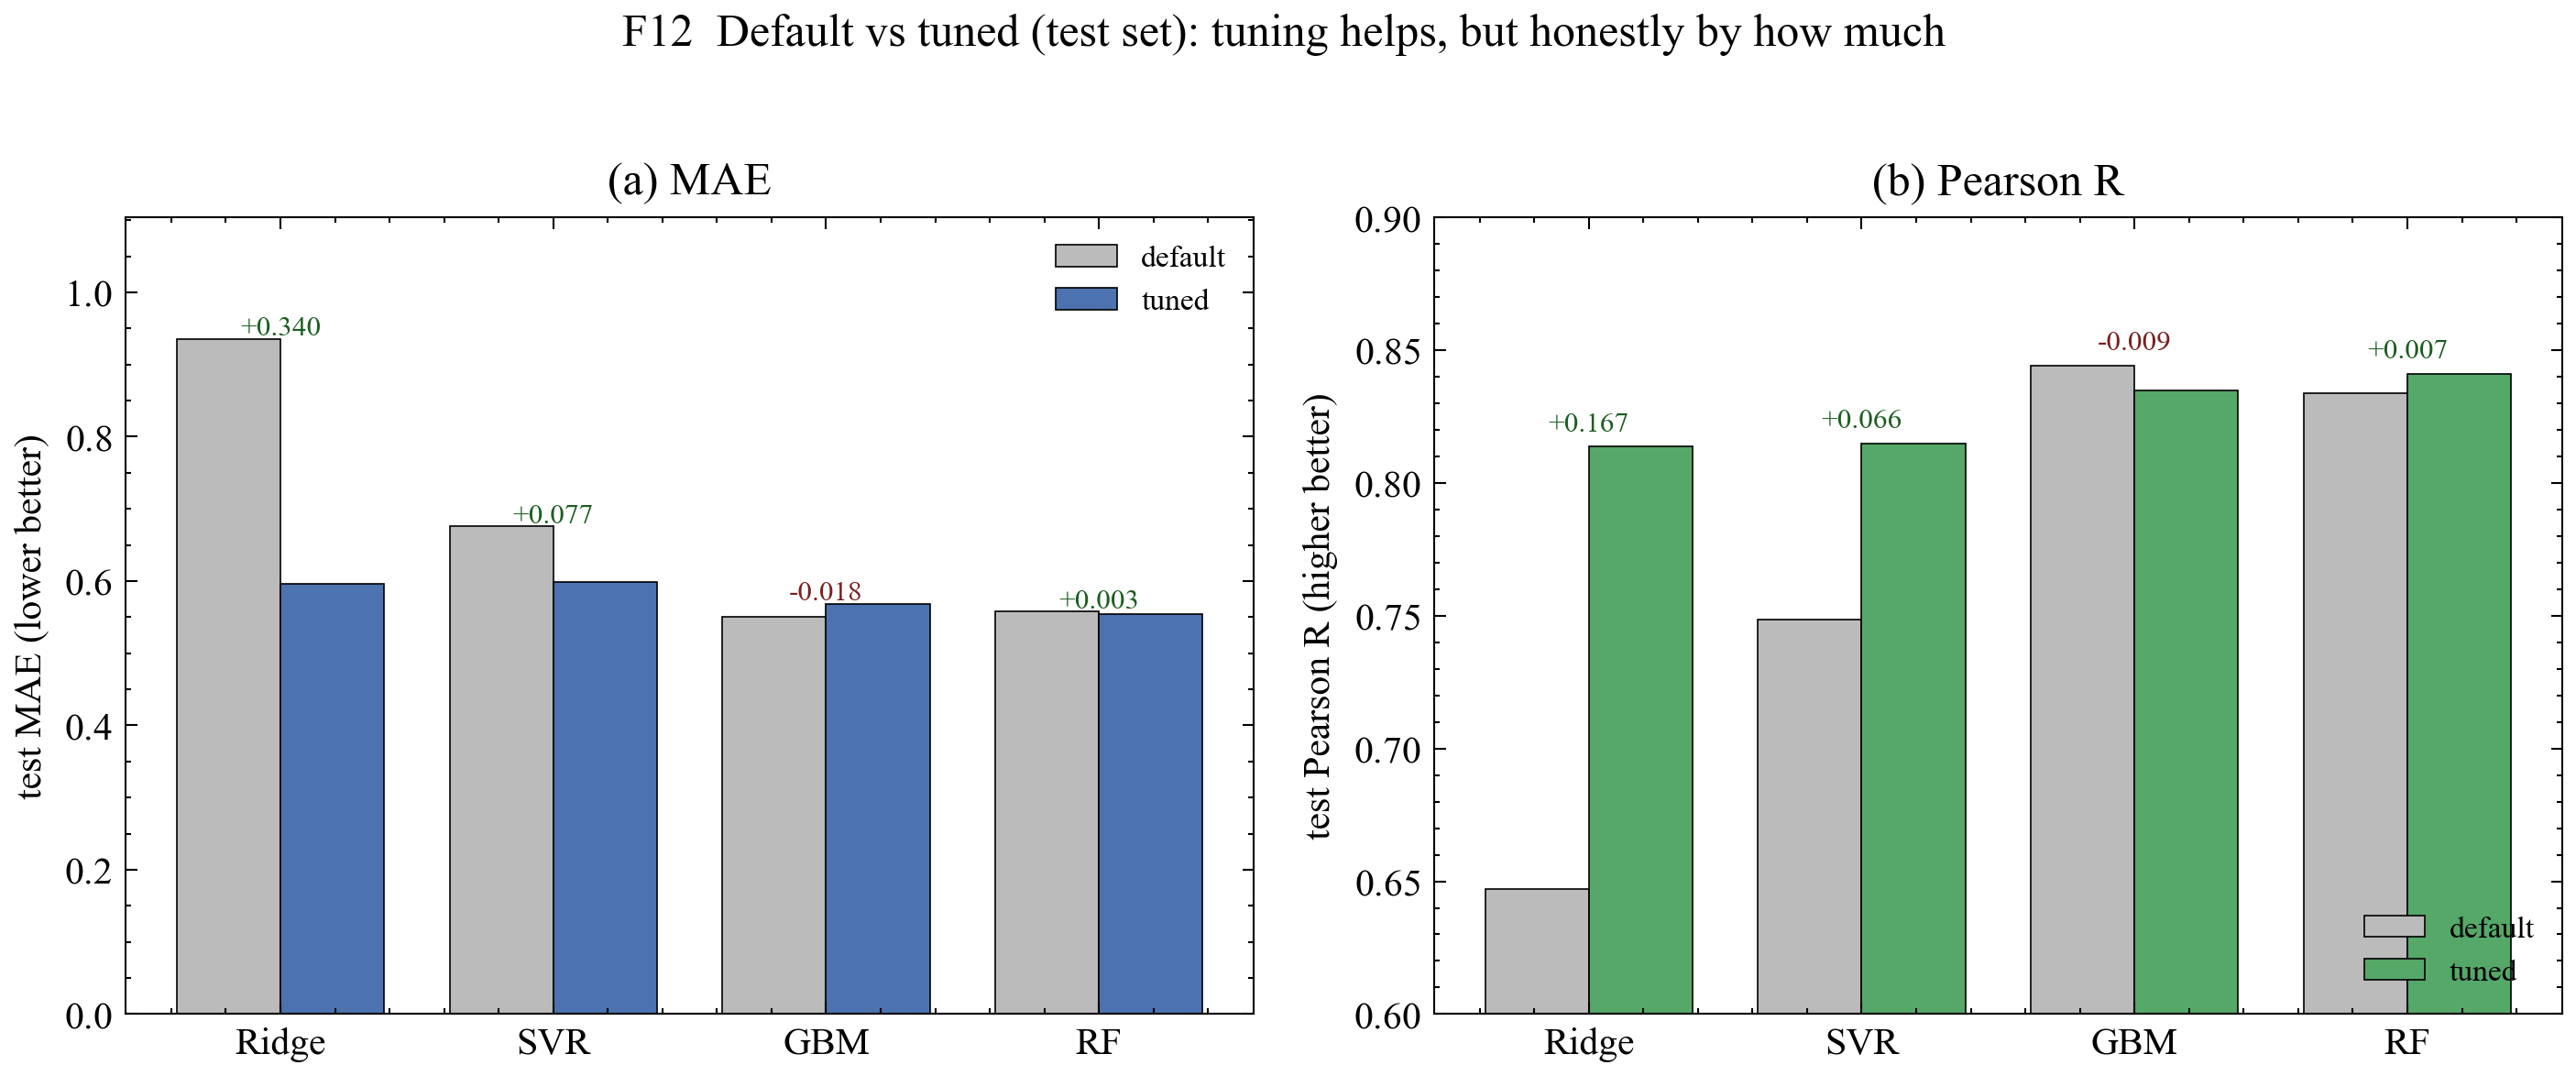 F12  Default vs tuned (test set): tuning helps, but honestly by how much
(a) MAE
test MAE (lower better)
1.0
0.8
0.6
0.4
0.2
0.0
+0.340
+0.077
-0.018
+0.003
default
tuned
Ridge
SVR
GBM
RF
(b) Pearson R
test Pearson R (higher better)
0.90
0.85
0.80
0.75
0.70
0.65
0.60
+0.167
+0.066
-0.009
+0.007
default
tuned
Ridge
SVR
GBM
RF